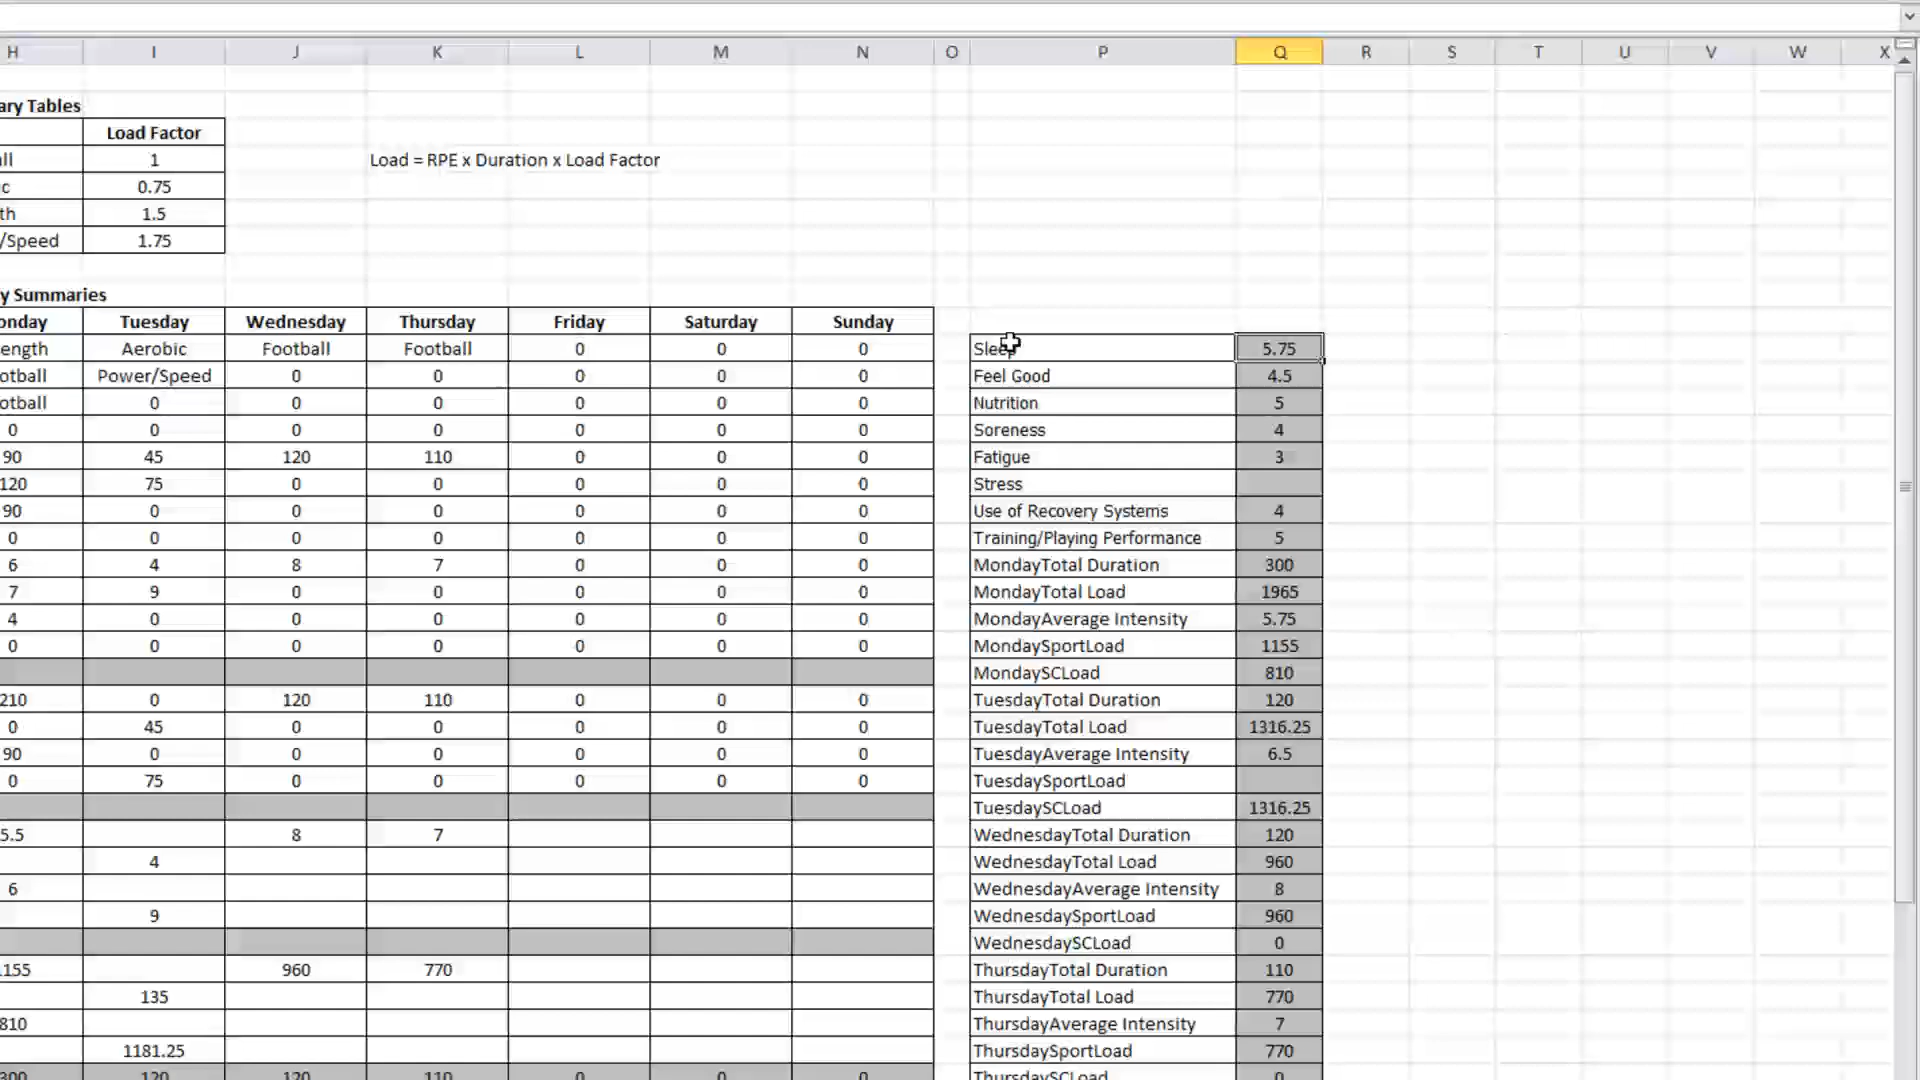 H I J K L M N O P Q R S T U V W X
ary Tables
Load Factor
ll 1 Load = RPE x Duration x Load Factor
c 0.75
th 1.5
/Speed 1.75
y Summaries
onday Tuesday Wednesday Thursday Friday Saturday Sunday
ength Aerobic Football Football 0 0 0 Sleep 5.75
otball Power/Speed 0 0 0 0 0 Feel Good 4.5
otball 0 0 0 0 0 0 Nutrition 5
0 0 0 0 0 0 0 Soreness 4
90 45 120 110 0 0 0 Fatigue 3
120 75 0 0 0 0 0 Stress
90 0 0 0 0 0 0 Use of Recovery Systems 4
0 0 0 0 0 0 0 Training/Playing Performance 5
6 4 8 7 0 0 0 MondayTotal Duration 300
7 9 0 0 0 0 0 MondayTotal Load 1965
4 0 0 0 0 0 0 MondayAverage Intensity 5.75
0 0 0 0 0 0 0 MondaySportLoad 1155
MondaySCLoad 810
210 0 120 110 0 0 0 TuesdayTotal Duration 120
0 45 0 0 0 0 0 TuesdayTotal Load 1316.25
90 0 0 0 0 0 0 TuesdayAverage Intensity 6.5
0 75 0 0 0 0 0 TuesdaySportLoad
TuesdaySCLoad 1316.25
5.5 8 7 WednesdayTotal Duration 120
4 WednesdayTotal Load 960
6 WednesdayAverage Intensity 8
9 WednesdaySportLoad 960
WednesdaySCLoad 0
1155 960 770 ThursdayTotal Duration 110
135 ThursdayTotal Load 770
810 ThursdayAverage Intensity 7
1181.25 ThursdaySportLoad 770
300 120 120 110 0 0 0 ThursdaySCLoad 0